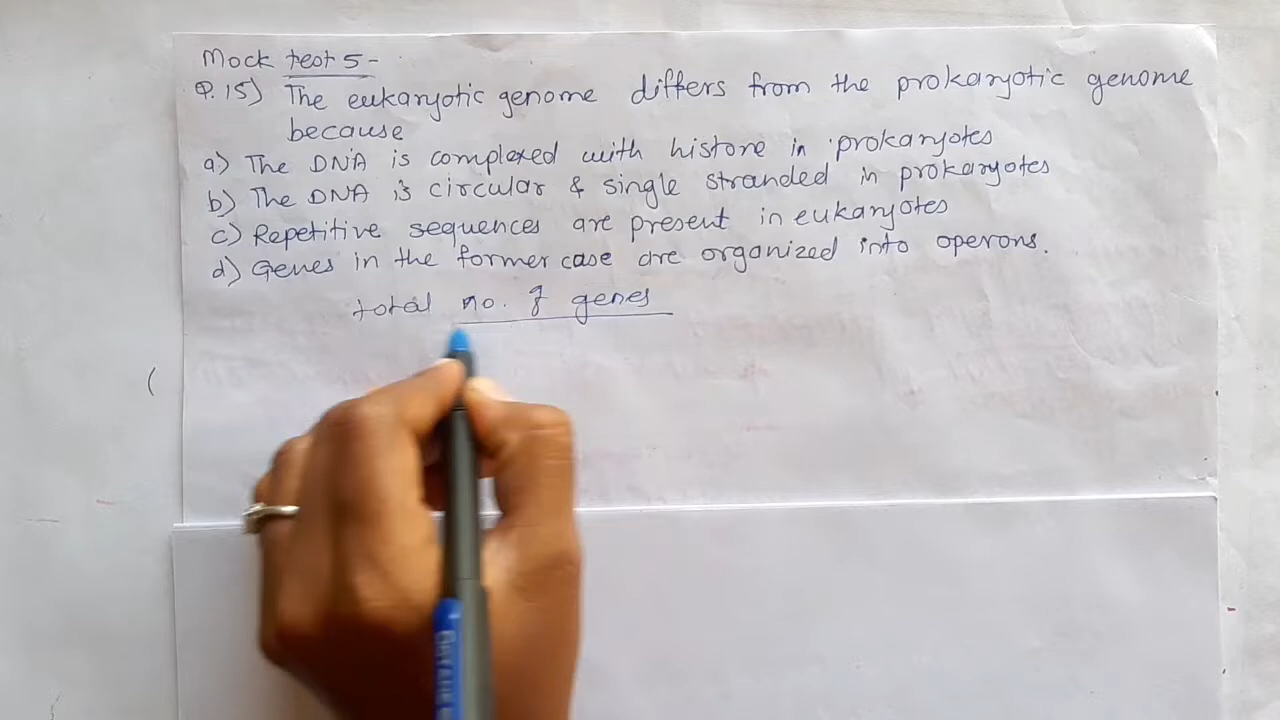 Mock test 5 -
Q.15) The eukaryotic genome differs from the prokaryotic genome
because
a) The DNA is complexed with histone in prokaryotes
b) The DNA is circular & single stranded in prokaryotes
c) Repetitive sequences are present in eukaryotes
d) Genes in the former case are organized into operons.
total no. of genes